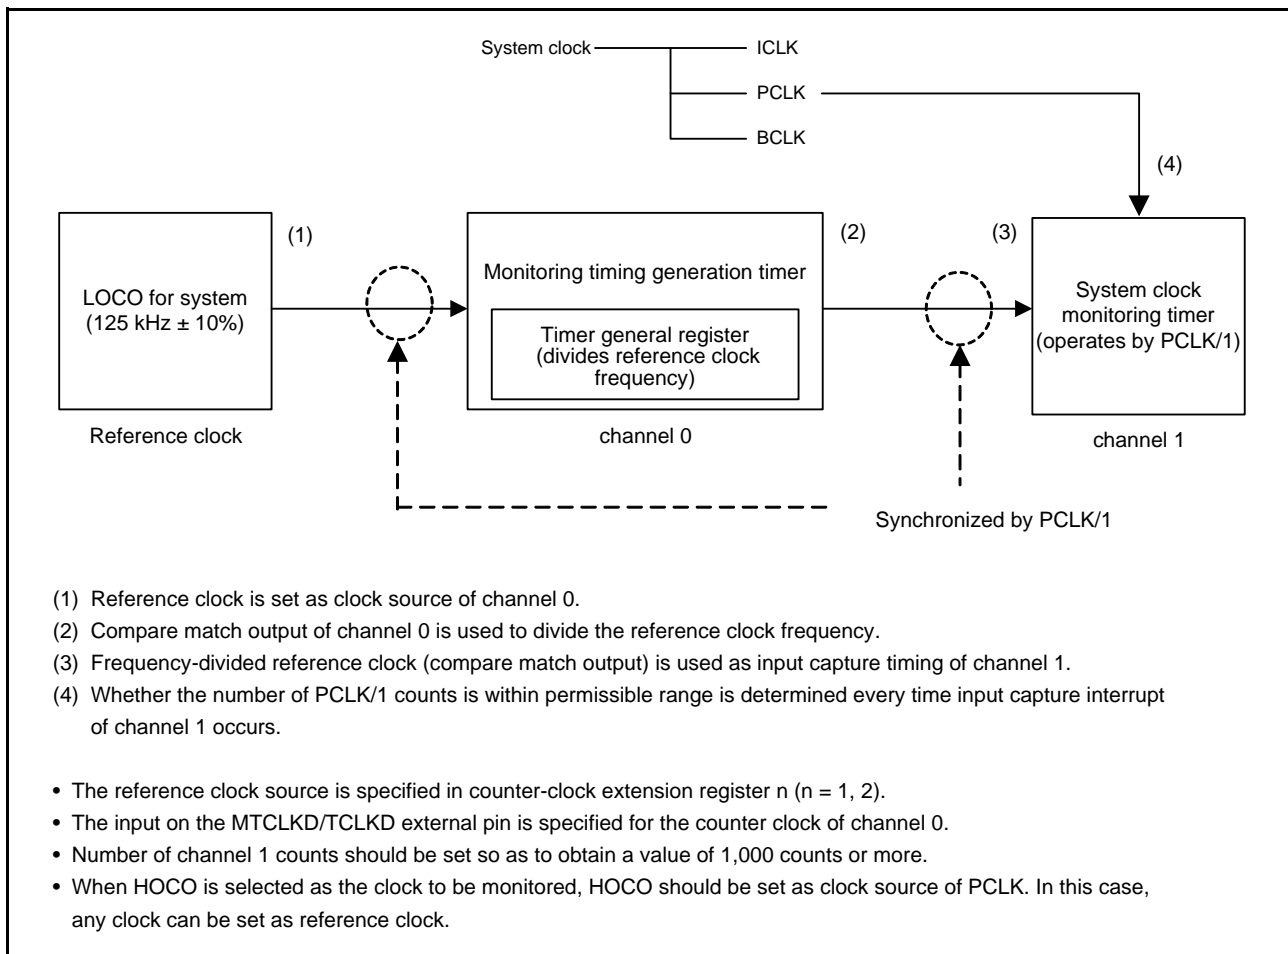 System clock
ICLK
PCLK
BCLK
(4)
(1)
(2)
(3)
LOCO for system
(125 kHz ± 10%)
Monitoring timing generation timer
Timer general register
(divides reference clock
frequency)
System clock
monitoring timer
(operates by PCLK/1)
Reference clock
channel 0
channel 1
Synchronized by PCLK/1
(1) Reference clock is set as clock source of channel 0.
(2) Compare match output of channel 0 is used to divide the reference clock frequency.
(3) Frequency-divided reference clock (compare match output) is used as input capture timing of channel 1.
(4) Whether the number of PCLK/1 counts is within permissible range is determined every time input capture interrupt
of channel 1 occurs.
• The reference clock source is specified in counter-clock extension register n (n = 1, 2).
• The input on the MTCLKD/TCLKD external pin is specified for the counter clock of channel 0.
• Number of channel 1 counts should be set so as to obtain a value of 1,000 counts or more.
• When HOCO is selected as the clock to be monitored, HOCO should be set as clock source of PCLK. In this case,
any clock can be set as reference clock.